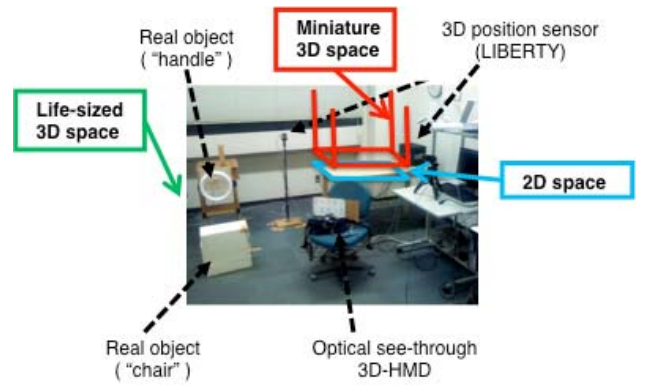 Real object
( “handle” )
Miniature
3D space
3D position sensor
(LIBERTY)
Life-sized
3D space
2D space
Real object
( “chair” )
Optical see-through
3D-HMD